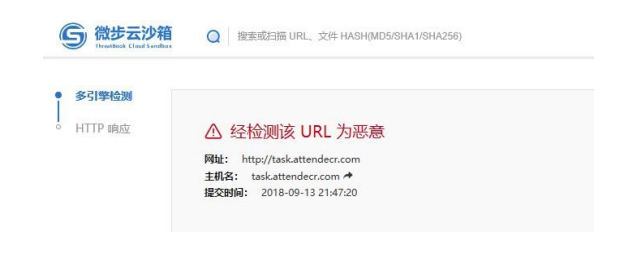 微步云沙箱
ThreatBook Cloud Sandbox
搜索或扫描 URL、文件 HASH(MD5/SHA1/SHA256)
多引擎检测
HTTP 响应
经检测该 URL 为恶意
网址： http://task.attendecr.com
主机名： task.attendecr.com
提交时间： 2018-09-13 21:47:20